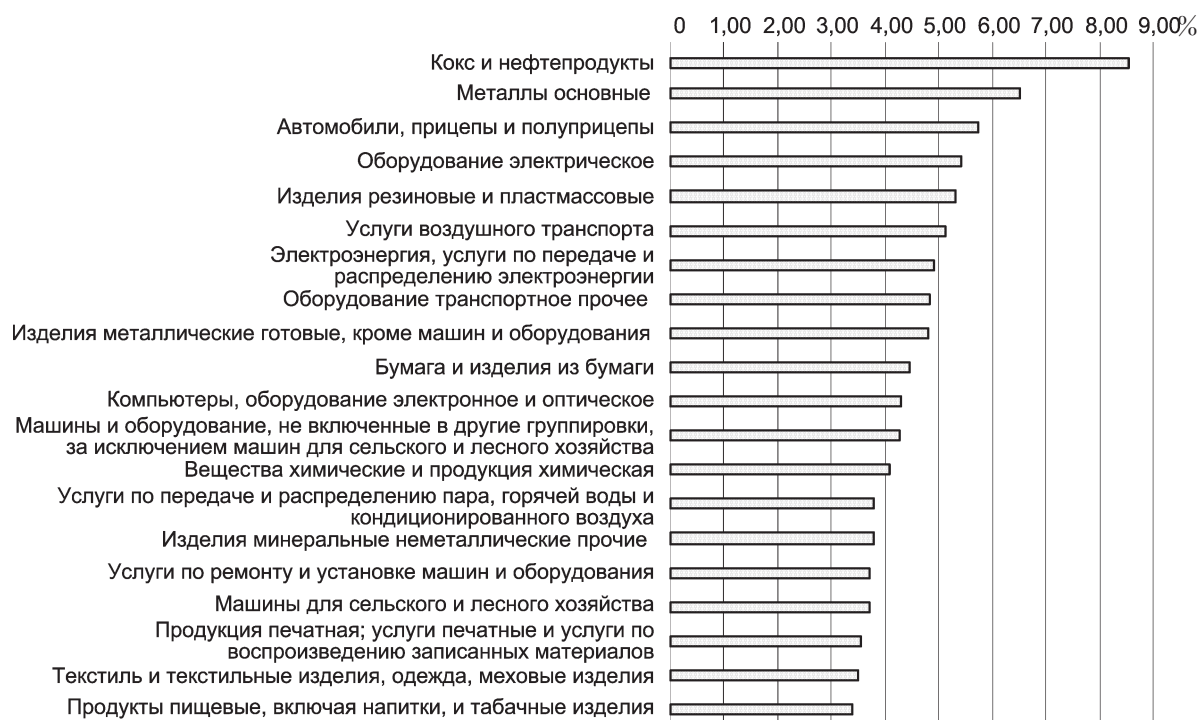 0 1,00 2,00 3,00 4,00 5,00 6,00 7,00 8,00 9,00%
Кокс и нефтепродукты
Металлы основные
Автомобили, прицепы и полуприцепы
Оборудование электрическое
Изделия резиновые и пластмассовые
Услуги воздушного транспорта
Электроэнергия, услуги по передаче и
распределению электроэнергии
Оборудование транспортное прочее
Изделия металлические готовые, кроме машин и оборудования
Бумага и изделия из бумаги
Компьютеры, оборудование электронное и оптическое
Машины и оборудование, не включенные в другие группировки,
за исключением машин для сельского и лесного хозяйства
Вещества химические и продукция химическая
Услуги по передаче и распределению пара, горячей воды и
кондиционированного воздуха
Изделия минеральные неметаллические прочие
Услуги по ремонту и установке машин и оборудования
Машины для сельского и лесного хозяйства
Продукция печатная; услуги печатные и услуги по
воспроизведению записанных материалов
Текстиль и текстильные изделия, одежда, меховые изделия
Продукты пищевые, включая напитки, и табачные изделия